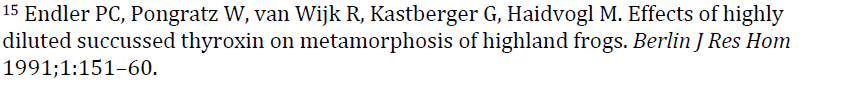 15 Endler PC, Pongratz W, van Wijk R, Kastberger G, Haidvogl M. Effects of highly
diluted succussed thyroxin on metamorphosis of highland frogs. Berlin J Res Hom
1991;1:151–60.